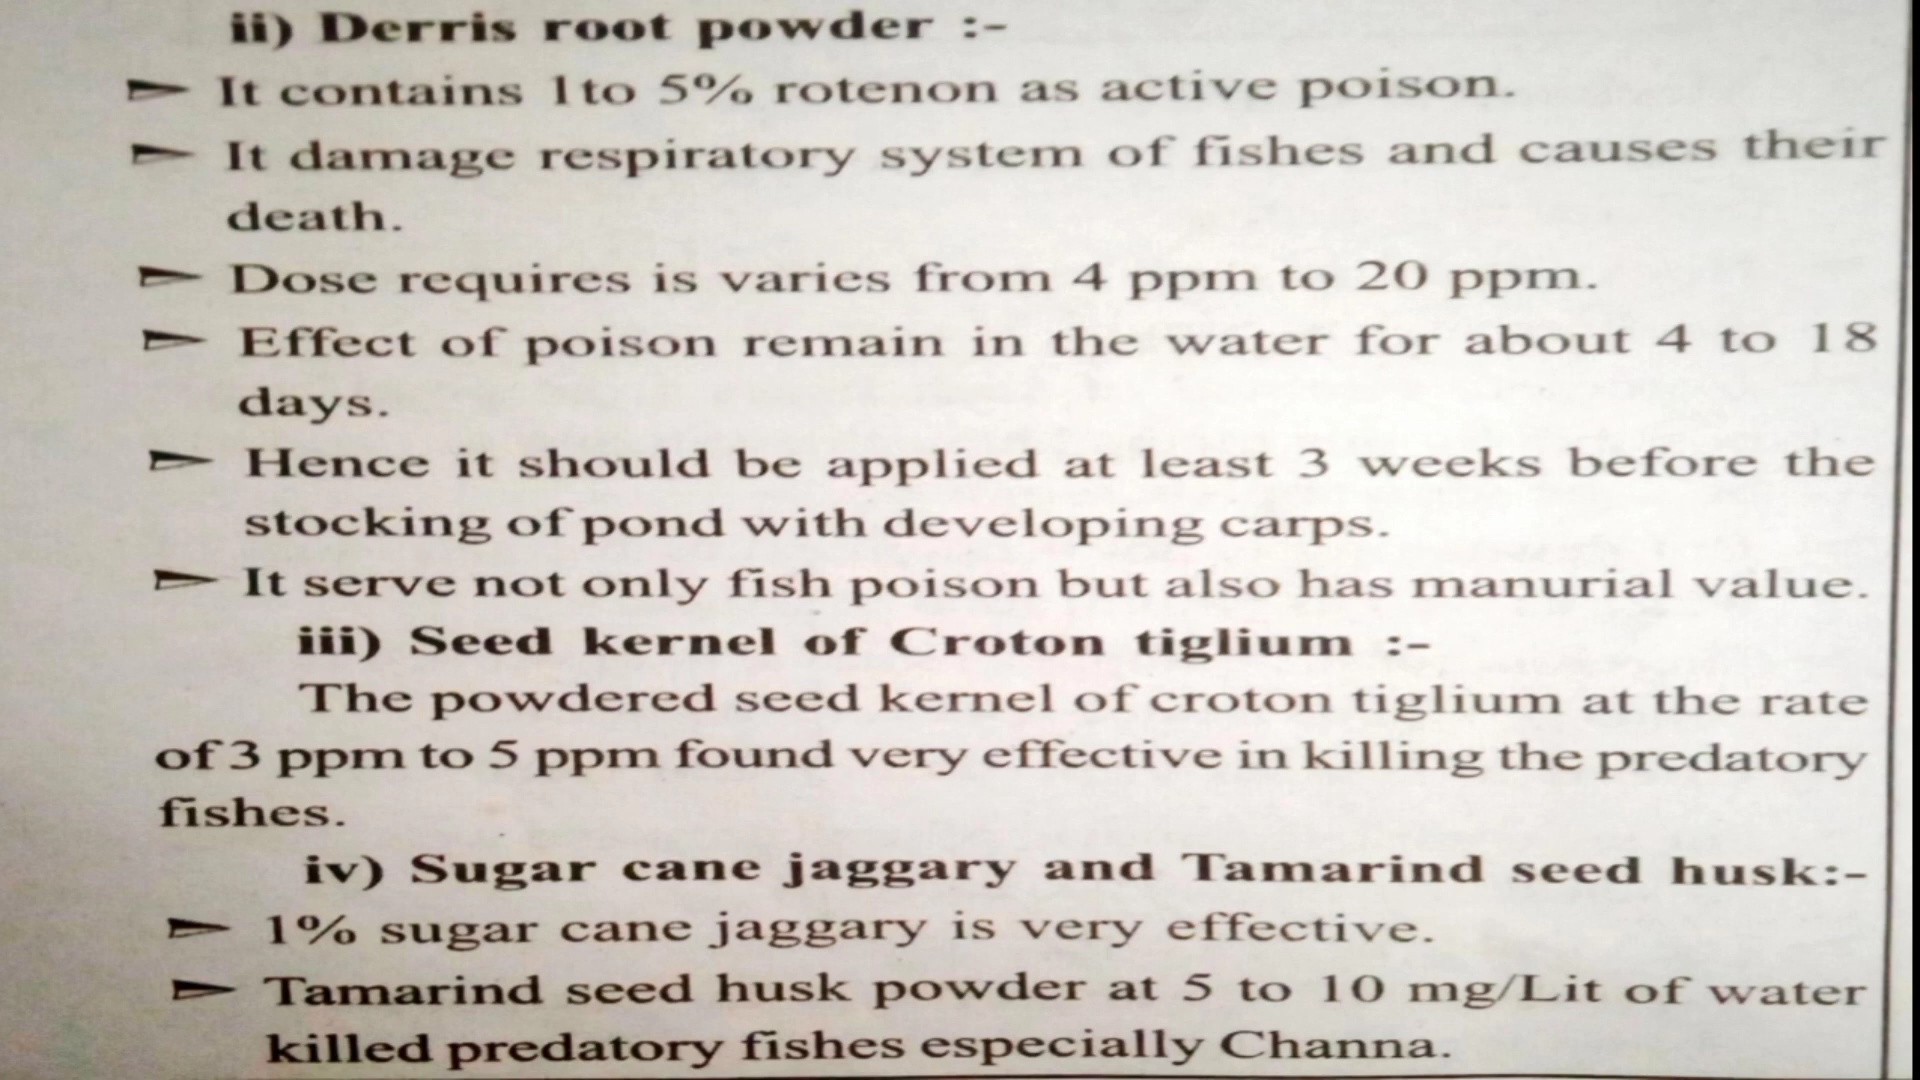 ii) Derris root powder :-
It contains 1 to 5% rotenon as active poison.
It damage respiratory system of fishes and causes their
death.
Dose requires is varies from 4 ppm to 20 ppm.
Effect of poison remain in the water for about 4 to 18
days.
Hence it should be applied at least 3 weeks before the
stocking of pond with developing carps.
It serve not only fish poison but also has manurial value.
iii) Seed kernel of Croton tiglium :-
The powdered seed kernel of croton tiglium at the rate
of 3 ppm to 5 ppm found very effective in killing the predatory
fishes.
iv) Sugar cane jaggary and Tamarind seed husk:-
1% sugar cane jaggary is very effective.
Tamarind seed husk powder at 5 to 10 mg/Lit of water
killed predatory fishes especially Channa.